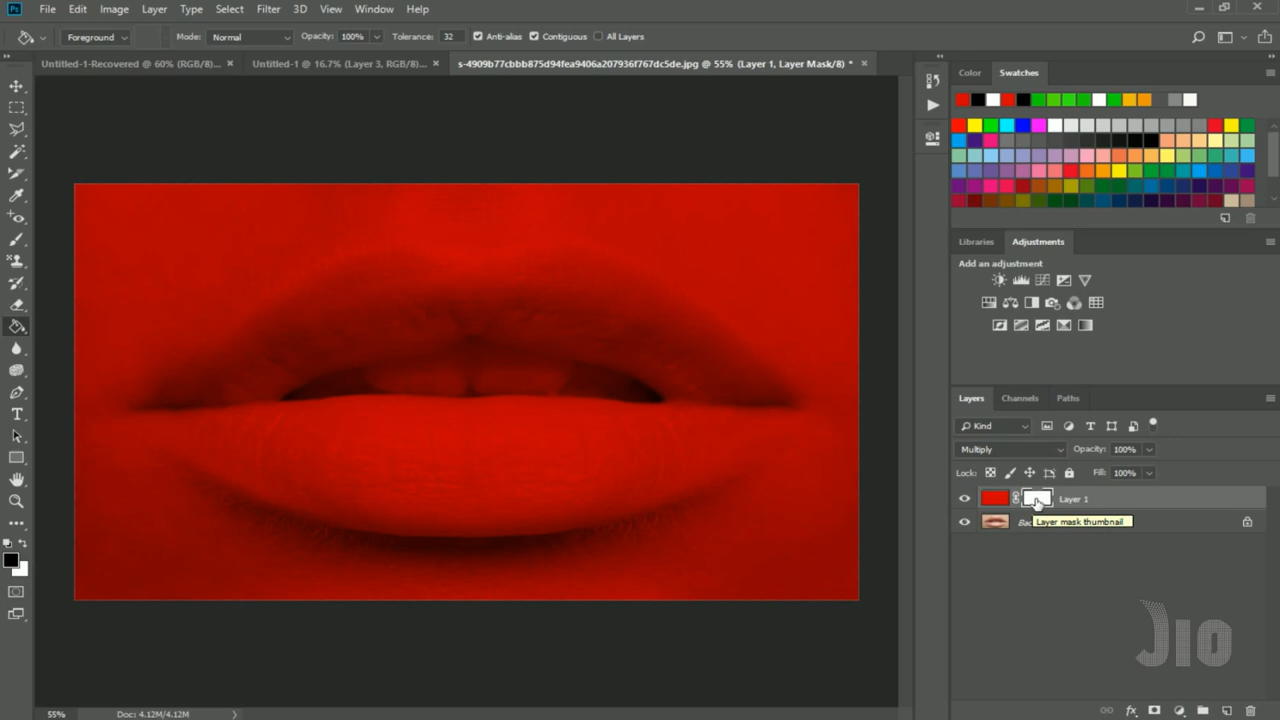 Ps File Edit Image Layer Type Select Filter 3D View Window Help
Foreground Mode: Normal Opacity: 100% Tolerance: 32 Anti-alias Contiguous All Layers
Untitled-1-Recovered @ 60% (RGB/8)... × Untitled-1 @ 16.7% (Layer 3, RGB/8)... × s-4909b77cbbb875d94fea9406a207936f767dc5de.jpg @ 55% (Layer 1, Layer Mask/8) * ×
Color Swatches
Libraries Adjustments
Add an adjustment
Layers Channels Paths
Kind
Multiply Opacity: 100%
Lock: Fill: 100%
Layer 1
Layer mask thumbnail
JIO
55% Doc: 4.12M/4.12M